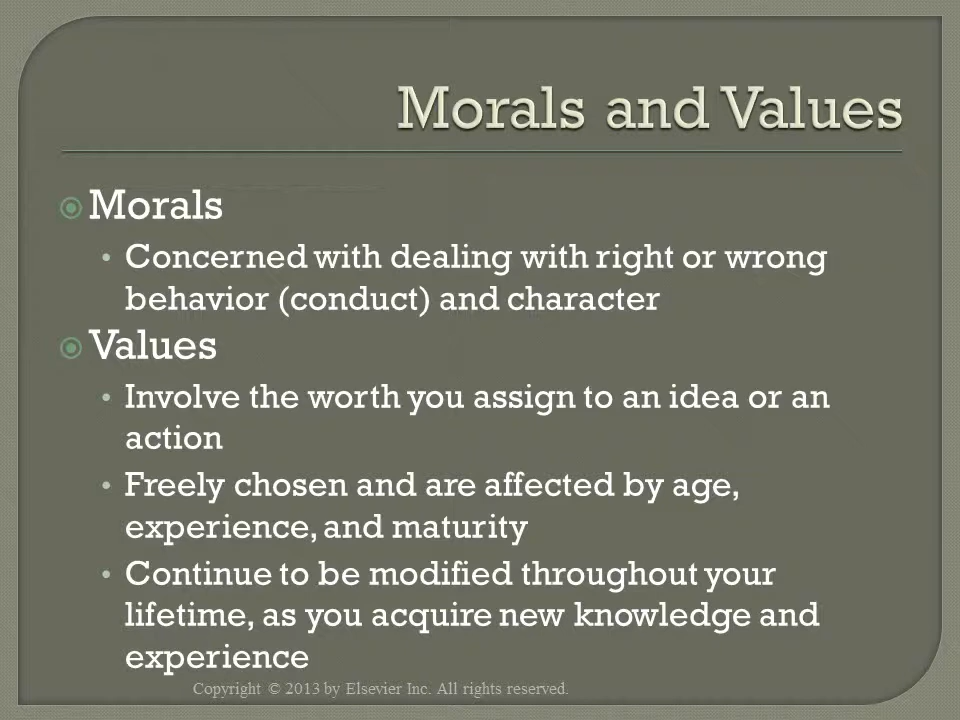 Morals and Values
Morals
• Concerned with dealing with right or wrong
behavior (conduct) and character
Values
• Involve the worth you assign to an idea or an
action
• Freely chosen and are affected by age,
experience, and maturity
• Continue to be modified throughout your
lifetime, as you acquire new knowledge and
experience
Copyright © 2013 by Elsevier Inc. All rights reserved.